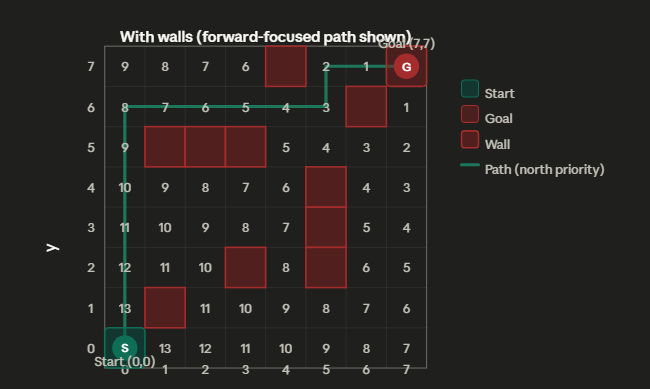 With walls (forward-focused path shown)
Goal (7,7)
7 9 8 7 6 2 1 G
6 8 7 6 5 4 3 1
5 9 5 4 3 2
4 10 9 8 7 6 4 3
3 11 10 9 8 7 5 4
2 12 11 10 8 6 5
1 13 11 10 9 8 7 6
0 S 13 12 11 10 9 8 7
Start (0,0)
0 1 2 3 4 5 6 7
y
Start
Goal
Wall
Path (north priority)